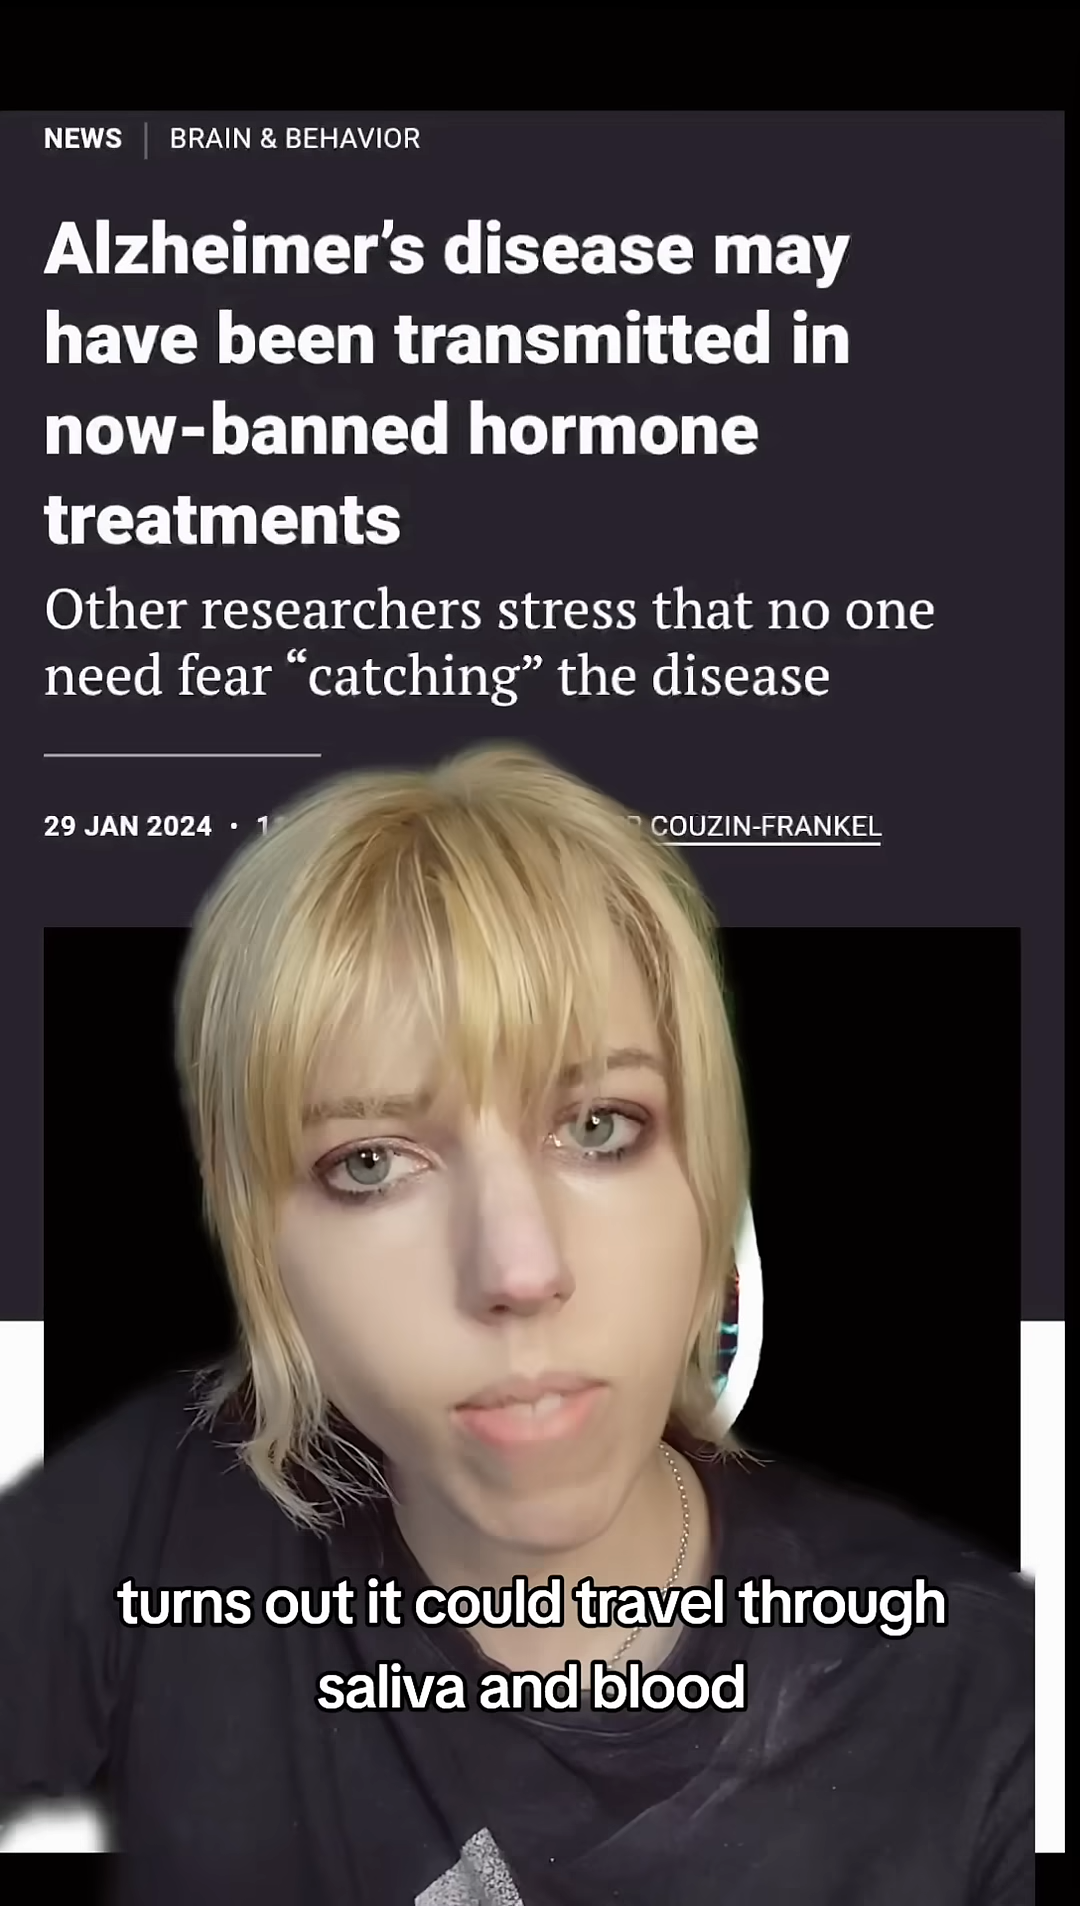 NEWS | BRAIN & BEHAVIOR
Alzheimer’s disease may
have been transmitted in
now-banned hormone
treatments
Other researchers stress that no one
need fear “catching” the disease
29 JAN 2024 • COUZIN-FRANKEL
turns out it could travel through
saliva and blood